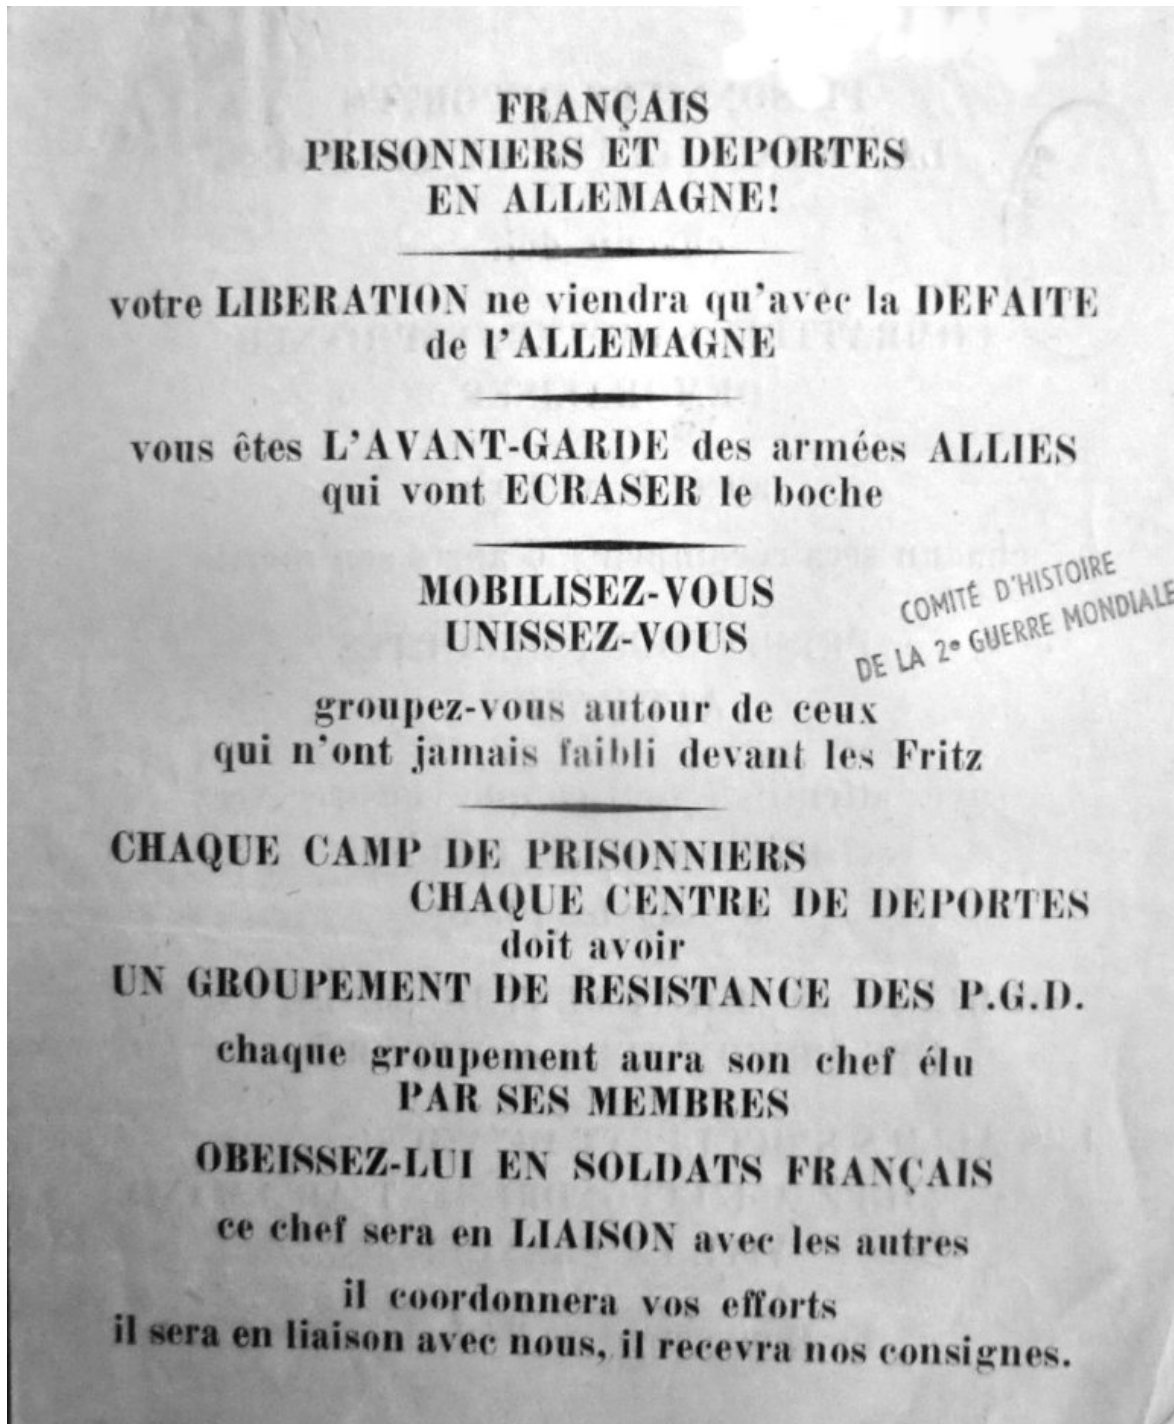 FRANÇAIS
PRISONNIERS ET DEPORTES
EN ALLEMAGNE!
votre LIBERATION ne viendra qu'avec la DEFAITE
de l'ALLEMAGNE
vous êtes L'AVANT-GARDE des armées ALLIES
qui vont ECRASER le boche
MOBILISEZ-VOUS
UNISSEZ-VOUS
COMITÉ D'HISTOIRE
DE LA 2e GUERRE MONDIALE
groupez-vous autour de ceux
qui n'ont jamais faibli devant les Fritz
CHAQUE CAMP DE PRISONNIERS
CHAQUE CENTRE DE DEPORTES
doit avoir
UN GROUPEMENT DE RESISTANCE DES P.G.D.
chaque groupement aura son chef élu
PAR SES MEMBRES
OBEISSEZ-LUI EN SOLDATS FRANÇAIS
ce chef sera en LIAISON avec les autres
il coordonnera vos efforts
il sera en liaison avec nous, il recevra nos consignes.